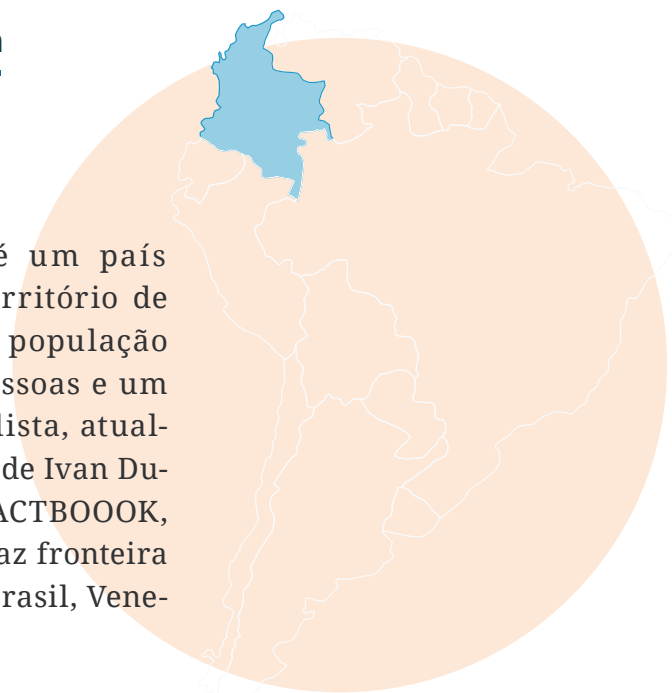 é um país
rritório de
população
ssoas e um
lista, atual-
de Ivan Du-
ACTBOOOK,
az fronteira
rasil, Vene-